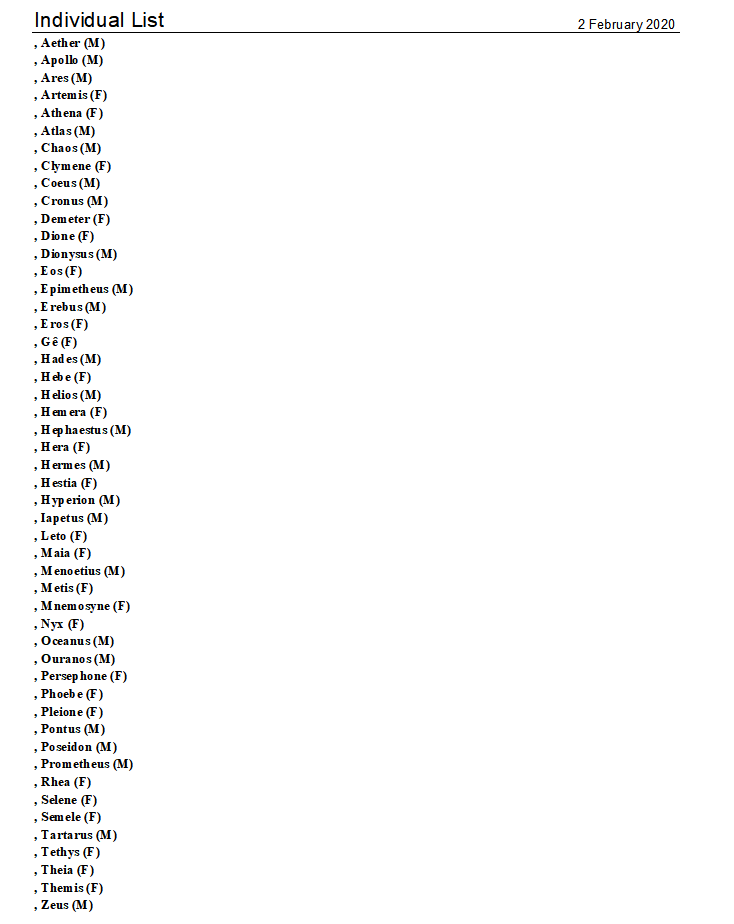 Individual List
2 February 2020
, Aether (M)
, Apollo (M)
, Ares (M)
, Artemis (F)
, Athena (F)
, Atlas (M)
, Chaos (M)
, Clymene (F)
, Coeus (M)
, Cronus (M)
, Demeter (F)
, Dione (F)
, Dionysus (M)
, Eos (F)
, Epimetheus (M)
, Erebus (M)
, Eros (F)
, Gê (F)
, Hades (M)
, Hebe (F)
, Helios (M)
, Hemera (F)
, Hephaestus (M)
, Hera (F)
, Hermes (M)
, Hestia (F)
, Hyperion (M)
, Iapetus (M)
, Leto (F)
, Maia (F)
, Menoetius (M)
, Metis (F)
, Mnemosyne (F)
, Nyx (F)
, Oceanus (M)
, Ouranos (M)
, Persephone (F)
, Phoebe (F)
, Pleione (F)
, Pontus (M)
, Poseidon (M)
, Prometheus (M)
, Rhea (F)
, Selene (F)
, Semele (F)
, Tartarus (M)
, Tethys (F)
, Theia (F)
, Themis (F)
, Zeus (M)